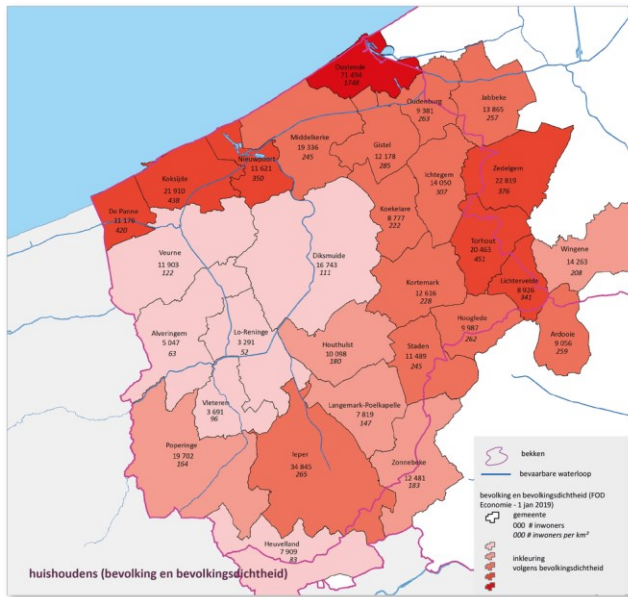 Oostende
71 494
1748
Oudenburg
9 381
263
Jabbeke
13 865
257
Middelkerke
19 336
245
Gistel
12 178
285
Nieuwpoort
11 621
350
Ichtegem
14 050
307
Zedelgem
22 819
376
Koksijde
21 910
438
De Panne
11 176
420
Koekelare
8 777
222
Torhout
20 463
451
Veurne
11 903
122
Diksmuide
16 743
111
Wingene
14 263
208
Lichtervelde
8 926
341
Kortemark
12 616
228
Hooglede
9 987
262
Ardooie
9 056
259
Alveringem
5 047
63
Lo-Reninge
3 291
52
Houthulst
10 098
180
Staden
11 489
245
Vleteren
3 691
96
Langemark-Poelkapelle
7 819
147
Poperinge
19 702
164
Ieper
34 845
265
Zonnebeke
12 481
183
Heuvelland
7 909
83
huishoudens (bevolking en bevolkingsdichtheid)
bekken
bevaarbare waterloop
bevolking en bevolkingsdichtheid (FOD
Economie - 1 jan 2019)
gemeente
000 # inwoners
000 # inwoners per km²
inkleuring
volgens bevolkingsdichtheid